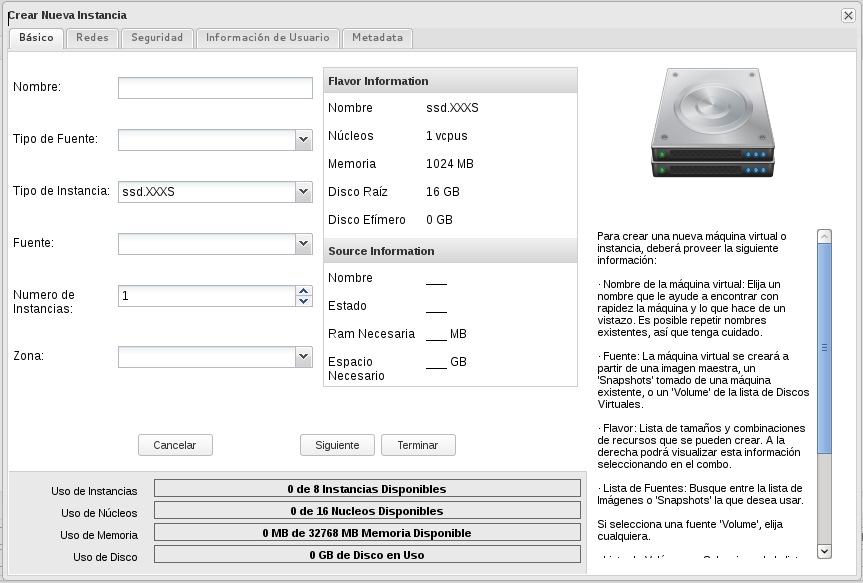 Crear Nueva Instancia
Básico
Redes
Seguridad
Información de Usuario
Metadata
Nombre:
Tipo de Fuente:
Tipo de Instancia:
ssd.XXXS
Fuente:
Numero de
Instancias:
1
Zona:
Flavor Information
Nombre ssd.XXXS
Núcleos 1 vcpus
Memoria 1024 MB
Disco Raíz 16 GB
Disco Efímero 0 GB
Source Information
Nombre ___
Estado ___
Ram Necesaria ___ MB
Espacio ___ GB
Necesario
Cancelar
Siguiente
Terminar
Uso de Instancias 0 de 8 Instancias Disponibles
Uso de Núcleos 0 de 16 Nucleos Disponibles
Uso de Memoria 0 MB de 32768 MB Memoria Disponible
Uso de Disco 0 GB de Disco en Uso
Para crear una nueva máquina virtual o
instancia, deberá proveer la siguiente
información:
· Nombre de la máquina virtual: Elija un
nombre que le ayude a encontrar con
rapidez la máquina y lo que hace de un
vistazo. Es posible repetir nombres
existentes, así que tenga cuidado.
· Fuente: La máquina virtual se creará a
partir de una imagen maestra, un
'Snapshots' tomado de una máquina
existente, o un 'Volume' de la lista de Discos
Virtuales.
· Flavor: Lista de tamaños y combinaciones
de recursos que se pueden crear. A la
derecha podrá visualizar esta información
seleccionando en el combo.
· Lista de Fuentes: Busque entre la lista de
Imágenes o 'Snapshots' la que desea usar.
Si selecciona una fuente 'Volume', elija
cualquiera.